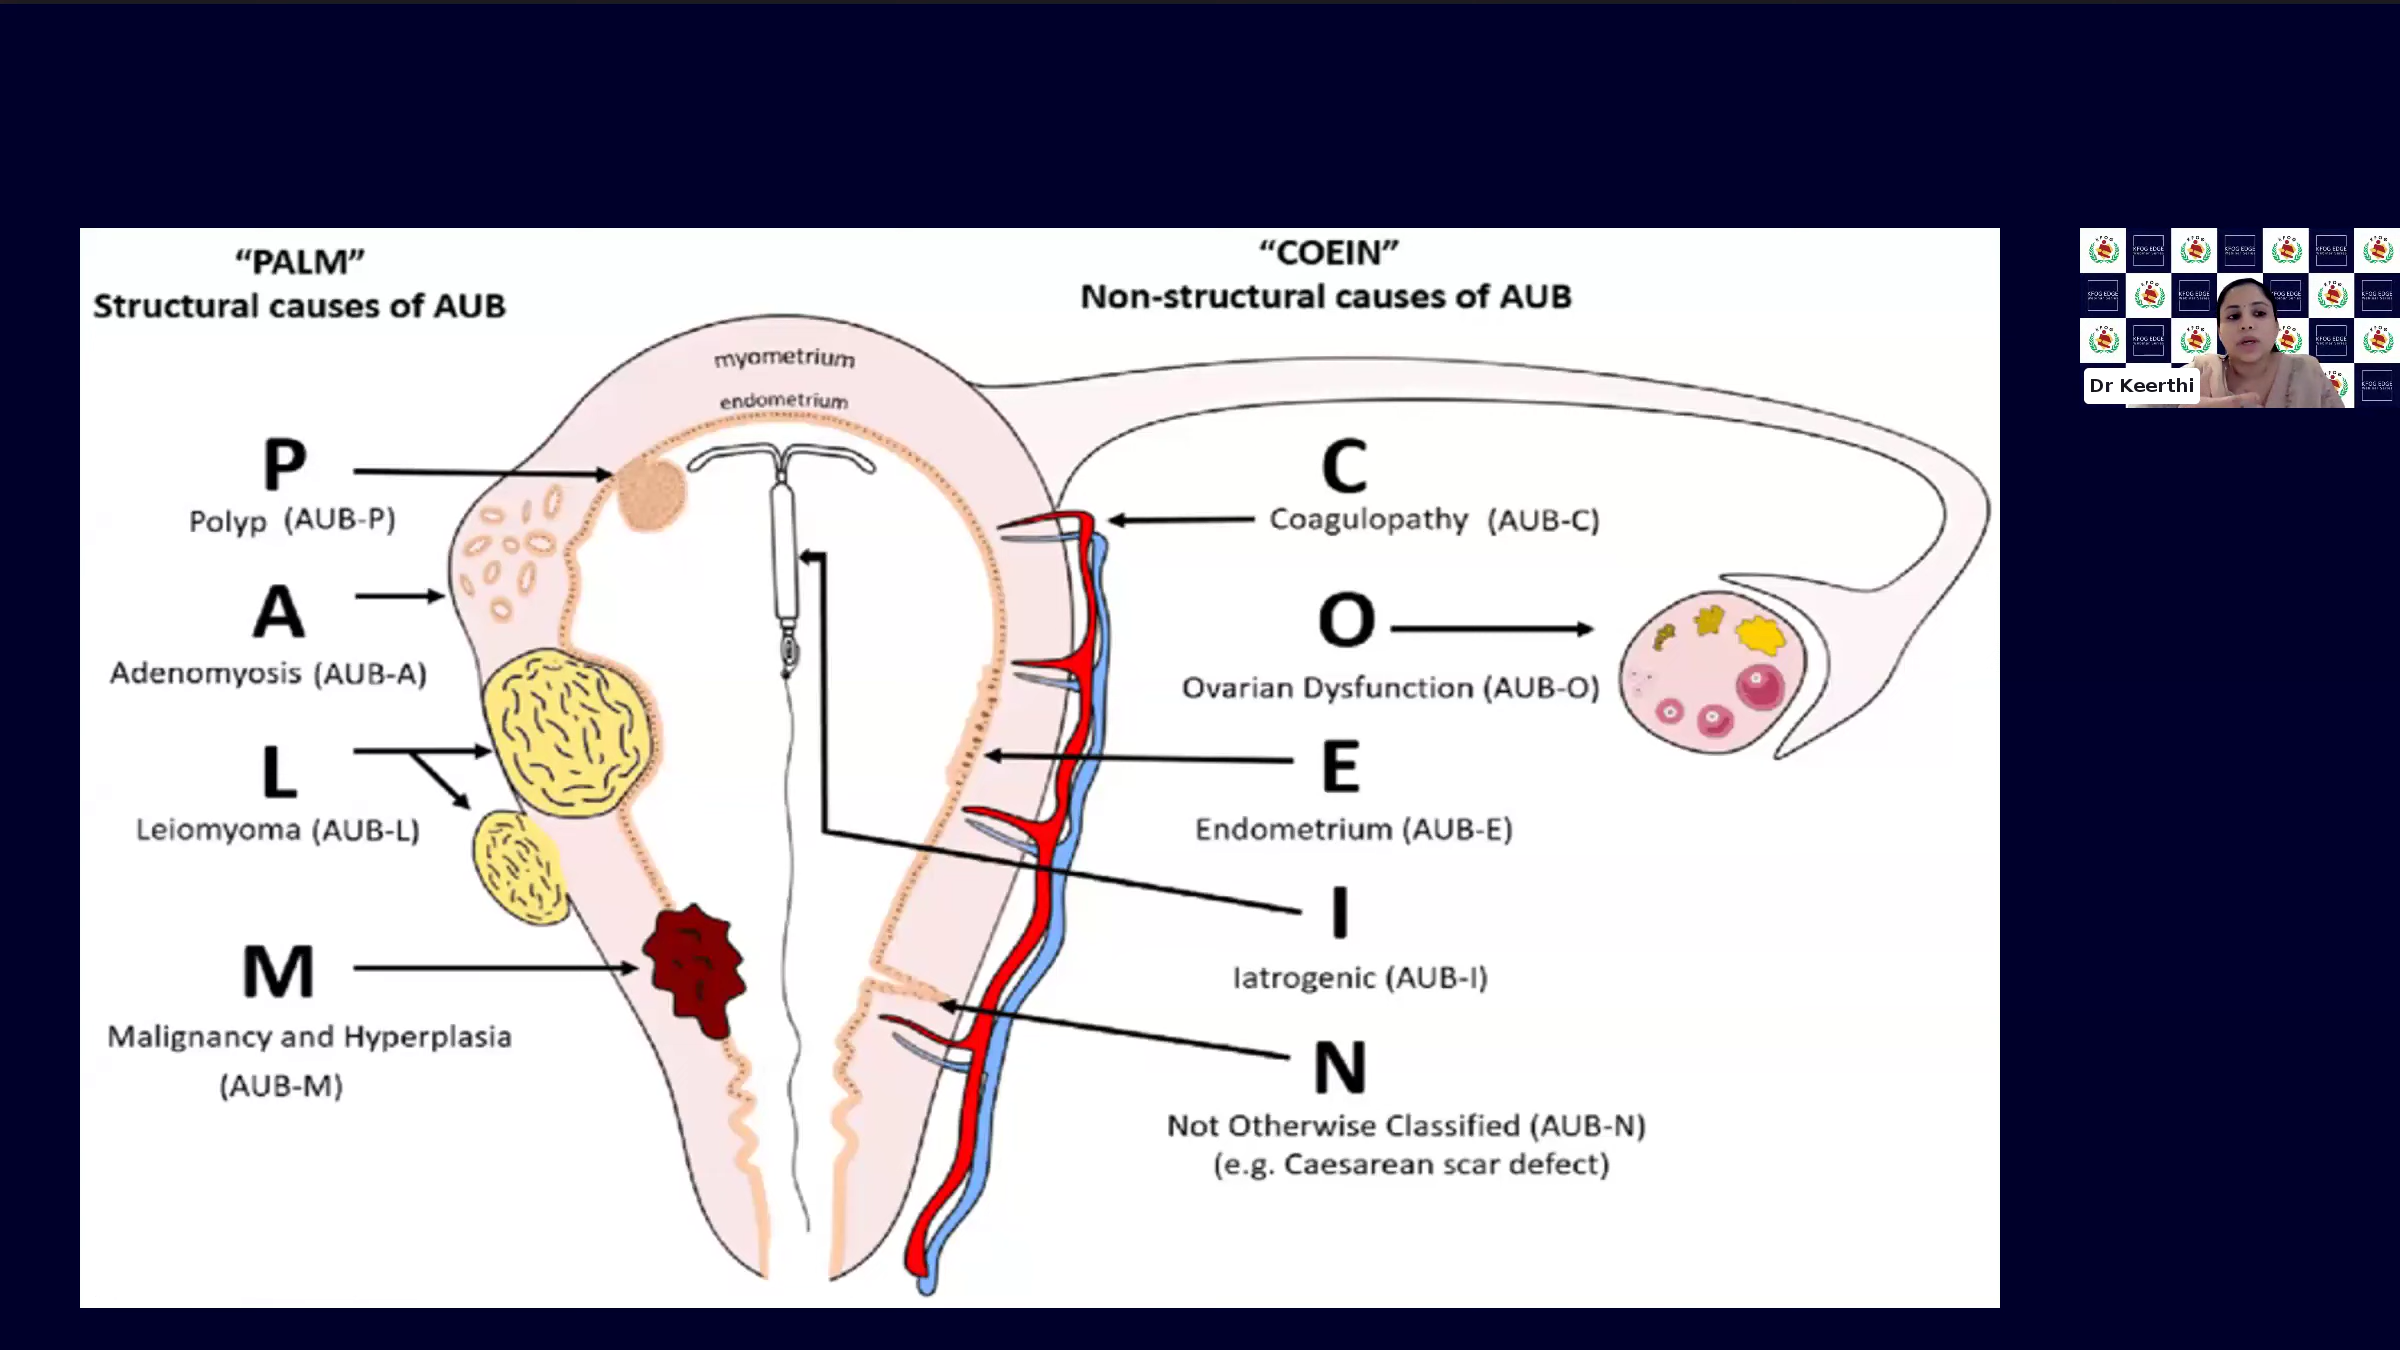 “PALM”
Structural causes of AUB
“COEIN”
Non-structural causes of AUB
myometrium
endometrium
P
Polyp (AUB-P)
A
Adenomyosis (AUB-A)
L
Leiomyoma (AUB-L)
M
Malignancy and Hyperplasia
(AUB-M)
C
Coagulopathy (AUB-C)
O
Ovarian Dysfunction (AUB-O)
E
Endometrium (AUB-E)
I
Iatrogenic (AUB-I)
N
Not Otherwise Classified (AUB-N)
(e.g. Caesarean scar defect)
KFOG EDGE
Dr Keerthi